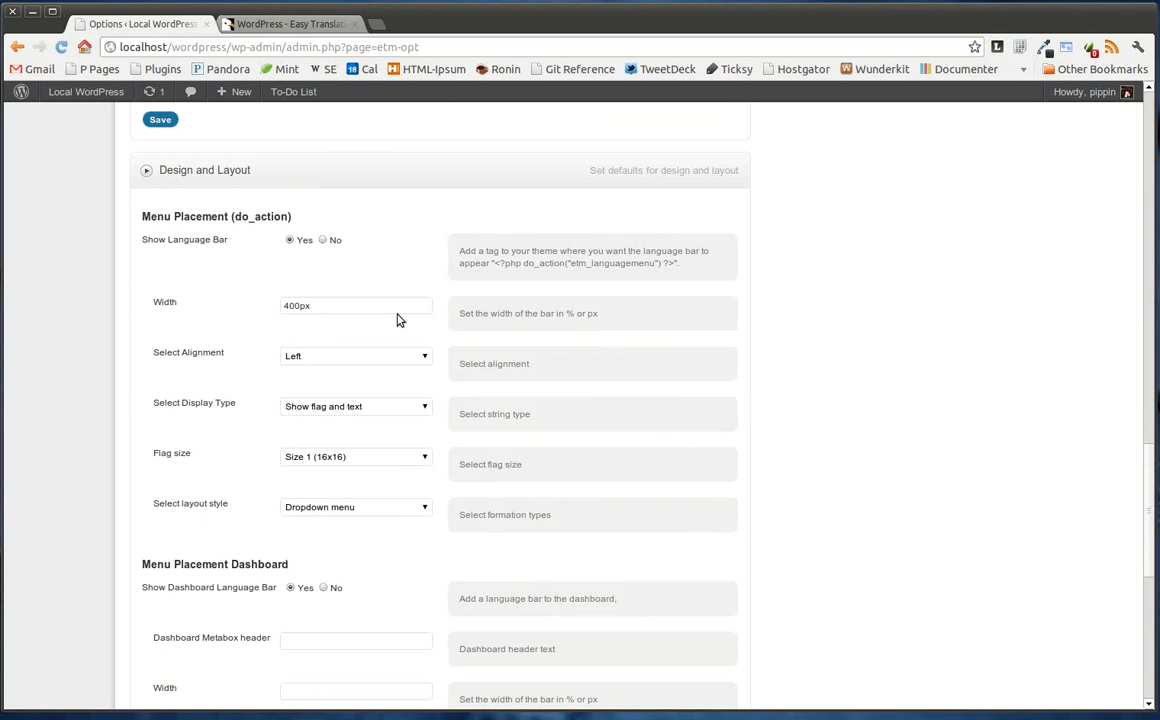 Options ‹ Local WordPress
WordPress - Easy Translat
localhost/wordpress/wp-admin/admin.php?page=etm-opt
Gmail P Pages Plugins Pandora Mint SE Cal HTML-Ipsum Ronin Git Reference TweetDeck Ticksy Hostgator Wunderkit Documenter Other Bookmarks
Local WordPress 1 New To-Do List Howdy, pippin
Save
Design and Layout Set defaults for design and layout
Menu Placement (do_action)
Show Language Bar Yes No
Add a tag to your theme where you want the language bar to
appear "<?php do_action("etm_languagemenu") ?>".
Width 400px Set the width of the bar in % or px
Select Alignment Left Select alignment
Select Display Type Show flag and text Select string type
Flag size Size 1 (16x16) Select flag size
Select layout style Dropdown menu Select formation types
Menu Placement Dashboard
Show Dashboard Language Bar Yes No Add a language bar to the dashboard,
Dashboard Metabox header Dashboard header text
Width Set the width of the bar in % or px